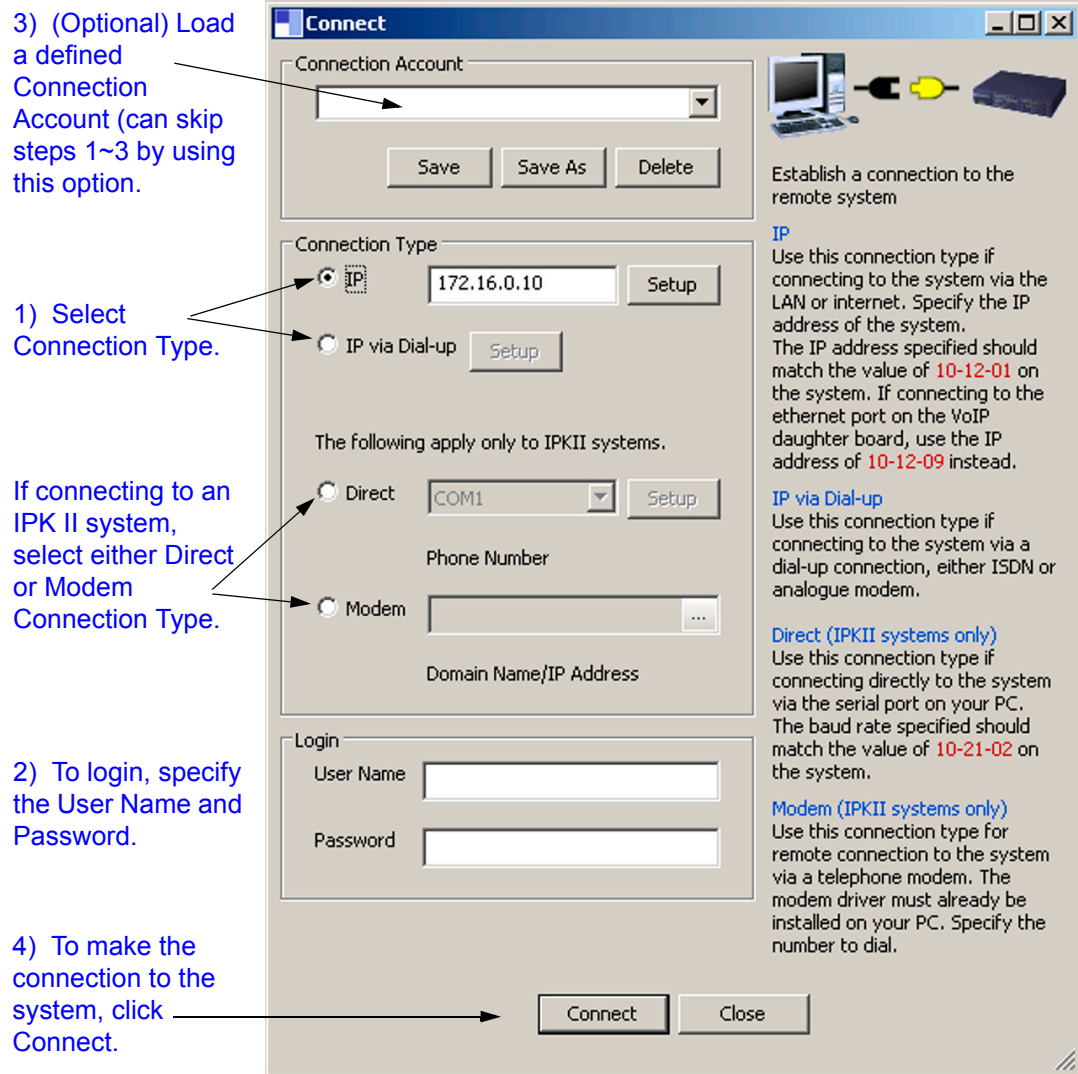 3) (Optional) Load
a defined
Connection
Account (can skip
steps 1~3 by using
this option.
1) Select
Connection Type.
If connecting to an
IPK II system,
select either Direct
or Modem
Connection Type.
2) To login, specify
the User Name and
Password.
4) To make the
connection to the
system, click
Connect.
Connect
Connection Account
Save Save As Delete
Connection Type
IP 172.16.0.10 Setup
IP via Dial-up Setup
The following apply only to IPKII systems.
Direct COM1 Setup
Phone Number
Modem ...
Domain Name/IP Address
Login
User Name
Password
Connect Close
Establish a connection to the
remote system
IP
Use this connection type if
connecting to the system via the
LAN or internet. Specify the IP
address of the system.
The IP address specified should
match the value of 10-12-01 on
the system. If connecting to the
ethernet port on the VoIP
daughter board, use the IP
address of 10-12-09 instead.
IP via Dial-up
Use this connection type if
connecting to the system via a
dial-up connection, either ISDN or
analogue modem.
Direct (IPKII systems only)
Use this connection type if
connecting directly to the system
via the serial port on your PC.
The baud rate specified should
match the value of 10-21-02 on
the system.
Modem (IPKII systems only)
Use this connection type for
remote connection to the system
via a telephone modem. The
modem driver must already be
installed on your PC. Specify the
number to dial.